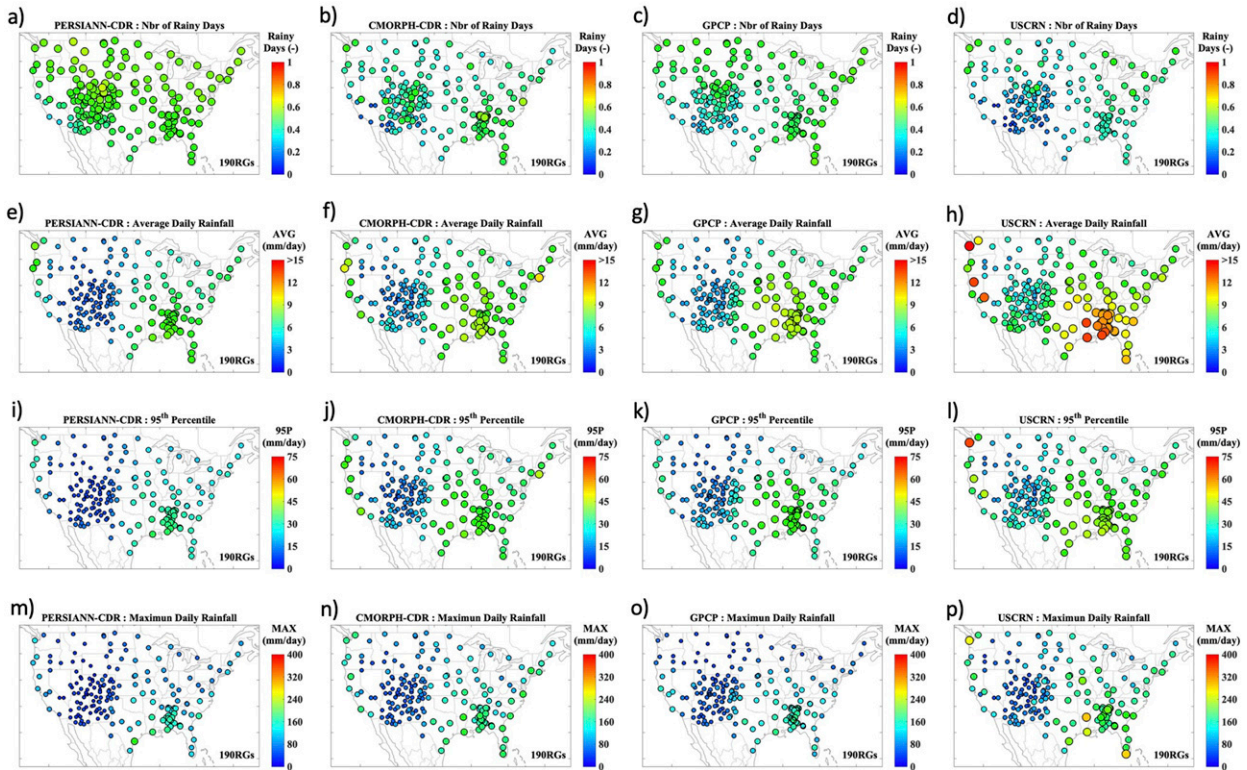 a) PERSIANN-CDR : Nbr of Rainy Days
Rainy
Days (-)
1
0.8
0.6
0.4
0.2
0
190RGs
b) CMORPH-CDR : Nbr of Rainy Days
Rainy
Days (-)
1
0.8
0.6
0.4
0.2
0
190RGs
c) GPCP : Nbr of Rainy Days
Rainy
Days (-)
1
0.8
0.6
0.4
0.2
0
190RGs
d) USCRN : Nbr of Rainy Days
Rainy
Days (-)
1
0.8
0.6
0.4
0.2
0
190RGs
e) PERSIANN-CDR : Average Daily Rainfall
AVG
(mm/day)
>15
12
9
6
3
0
190RGs
f) CMORPH-CDR : Average Daily Rainfall
AVG
(mm/day)
>15
12
9
6
3
0
190RGs
g) GPCP : Average Daily Rainfall
AVG
(mm/day)
>15
12
9
6
3
0
190RGs
h) USCRN : Average Daily Rainfall
AVG
(mm/day)
>15
12
9
6
3
0
190RGs
i) PERSIANN-CDR : 95th Percentile
95P
(mm/day)
75
60
45
30
15
0
190RGs
j) CMORPH-CDR : 95th Percentile
95P
(mm/day)
75
60
45
30
15
0
190RGs
k) GPCP : 95th Percentile
95P
(mm/day)
75
60
45
30
15
0
190RGs
l) USCRN : 95th Percentile
95P
(mm/day)
75
60
45
30
15
0
190RGs
m) PERSIANN-CDR : Maximun Daily Rainfall
MAX
(mm/day)
400
320
240
160
80
0
190RGs
n) CMORPH-CDR : Maximun Daily Rainfall
MAX
(mm/day)
400
320
240
160
80
0
190RGs
o) GPCP : Maximun Daily Rainfall
MAX
(mm/day)
400
320
240
160
80
0
190RGs
p) USCRN : Maximun Daily Rainfall
MAX
(mm/day)
400
320
240
160
80
0
190RGs